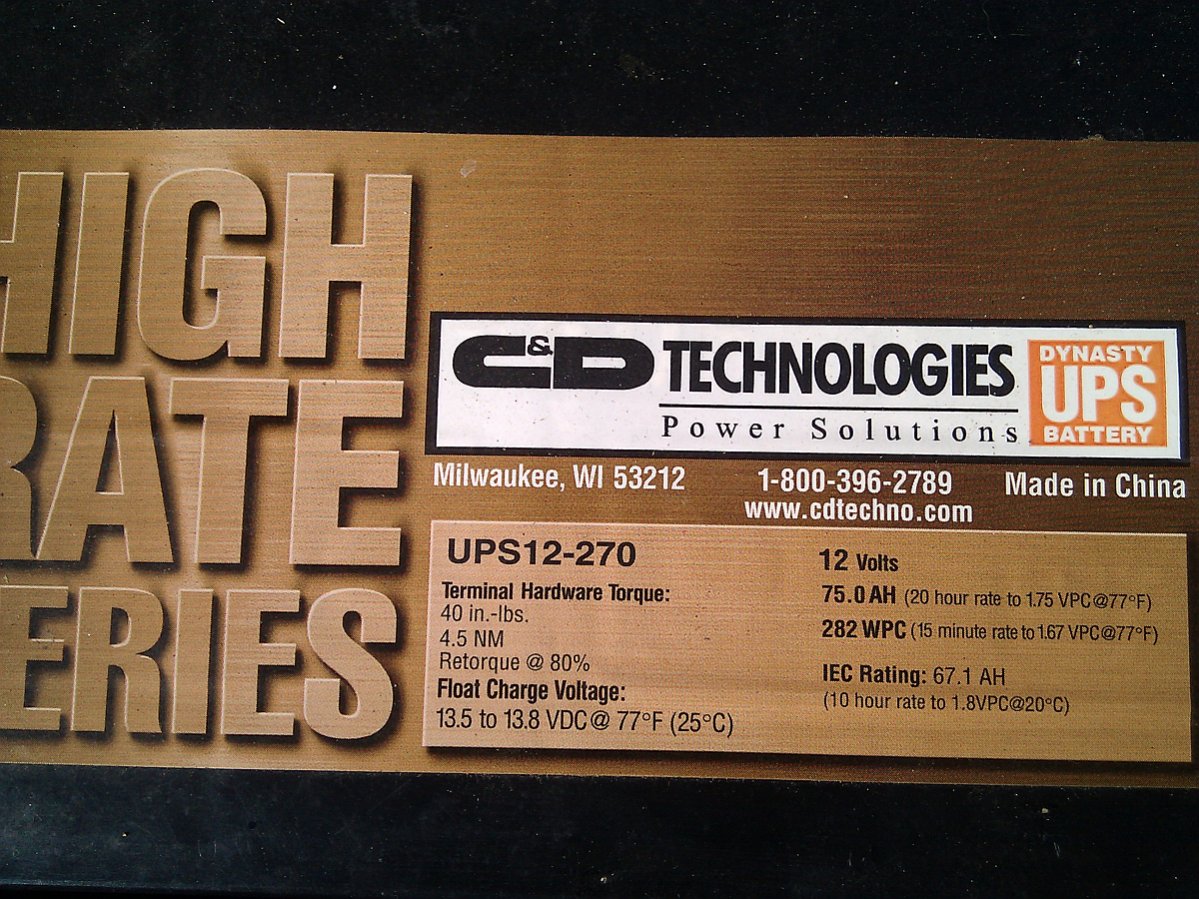 HIGH
RATE
ERIES
C&D TECHNOLOGIES
Power Solutions
DYNASTY
UPS
BATTERY
Milwaukee, WI 53212
1-800-396-2789
www.cdtechno.com
Made in China
UPS12-270
Terminal Hardware Torque:
40 in.-lbs.
4.5 NM
Retorque @ 80%
Float Charge Voltage:
13.5 to 13.8 VDC@ 77°F (25°C)
12 Volts
75.0 AH (20 hour rate to 1.75 VPC@77°F)
282 WPC (15 minute rate to 1.67 VPC@77°F)
IEC Rating: 67.1 AH
(10 hour rate to 1.8VPC@20°C)